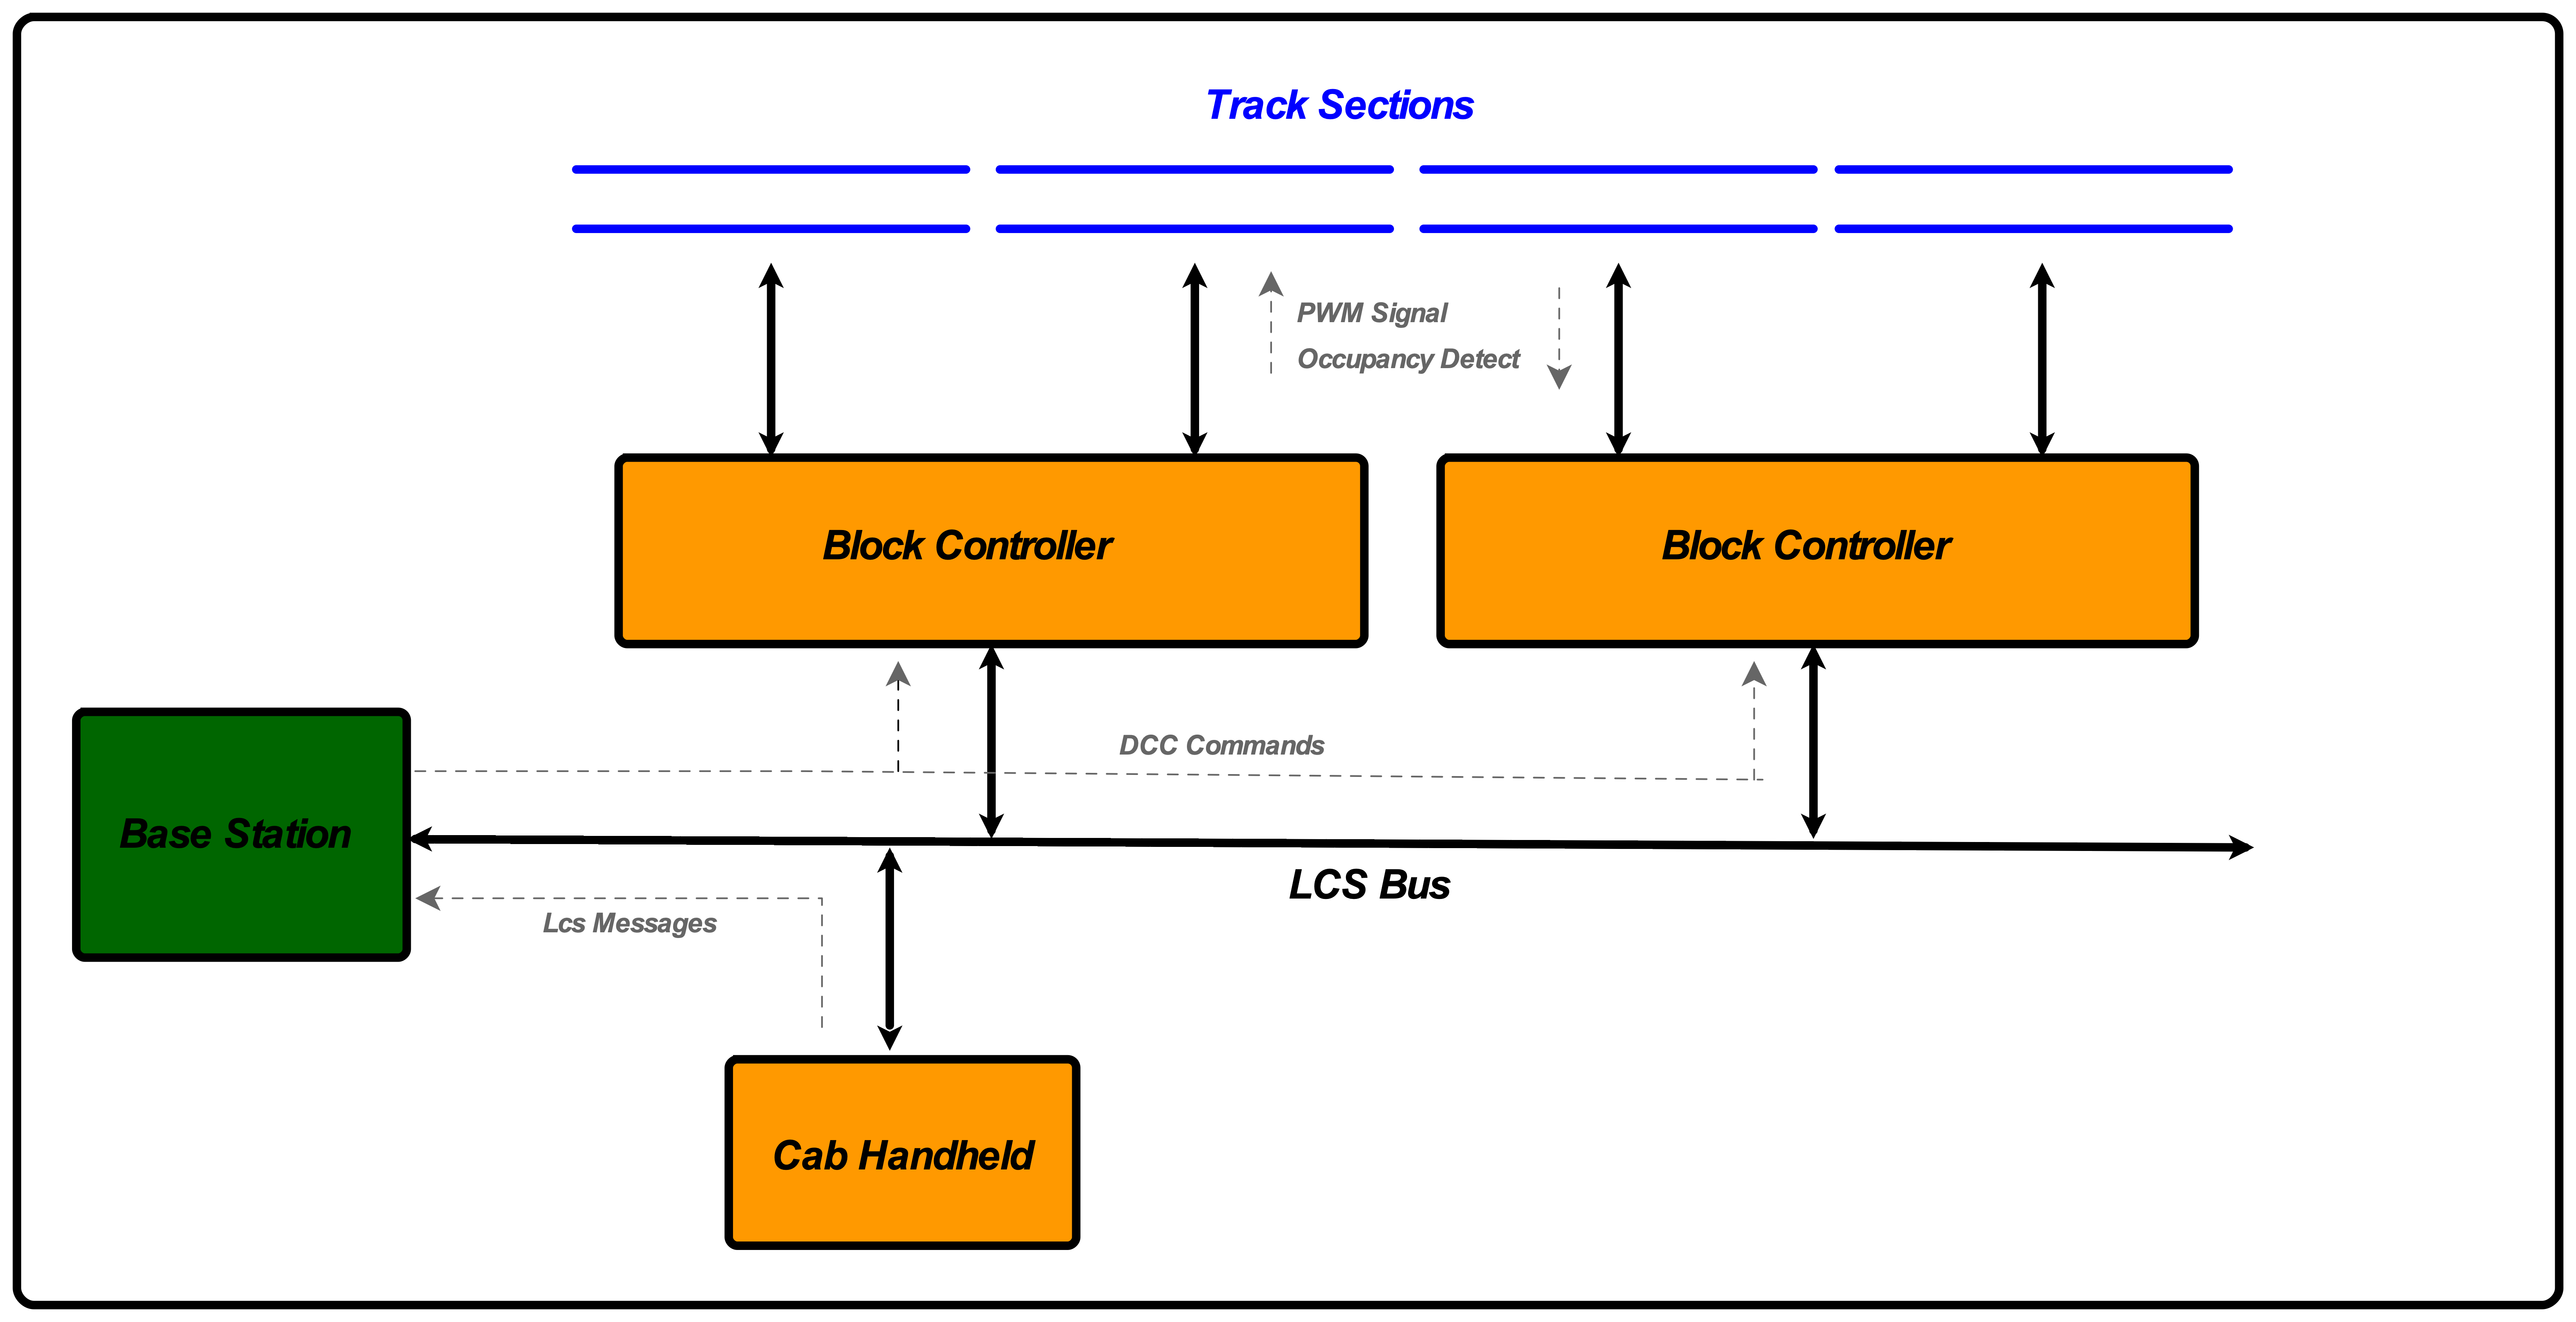 Track Sections
PWM Signal
Occupancy Detect
Block Controller
Block Controller
DCC Commands
Base Station
LCS Bus
Lcs Messages
Cab Handheld